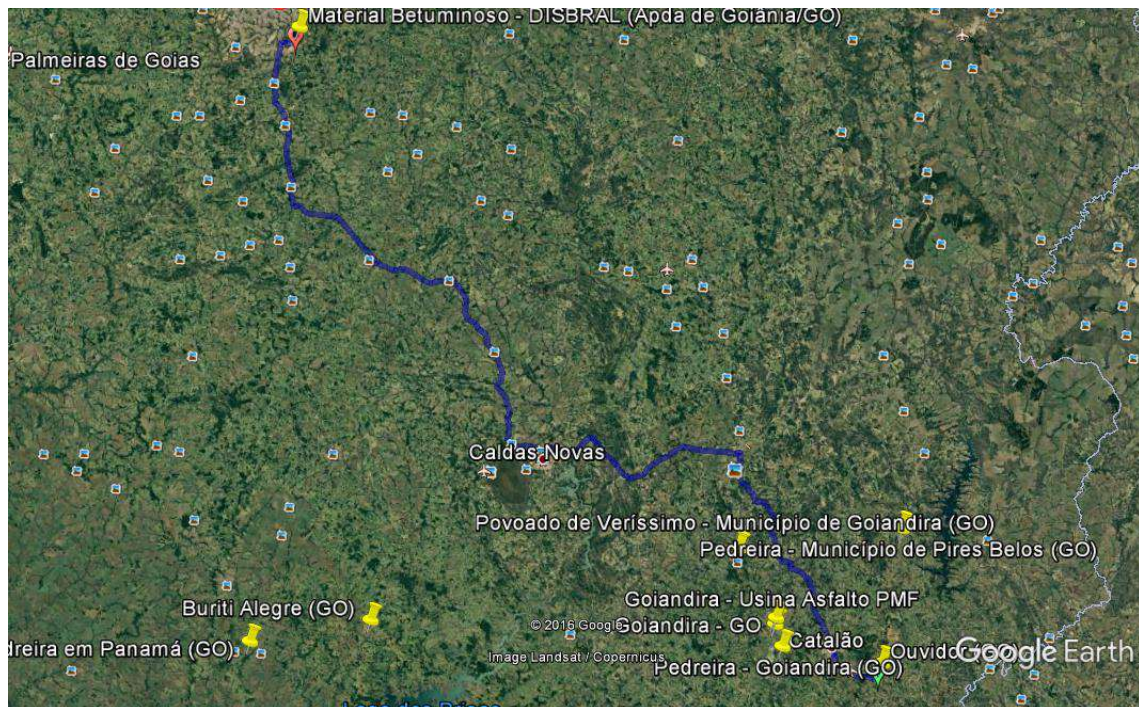 Material Betuminoso - DISBRAL (Apda de Goiânia/GO)
Palmeiras de Goias
Caldas Novas
Povoado de Veríssimo - Município de Goiandira (GO)
Pedreira - Município de Pires Belos (GO)
Goiandira - Usina Asfalto PMF
Buriti Alegre (GO)
© 2016 Google
Goiandira - GO
Catalão
dreira em Panamá (GO)
Image Landsat / Copernicus
Pedreira - Goiandira (GO)
Ouvido
Google Earth